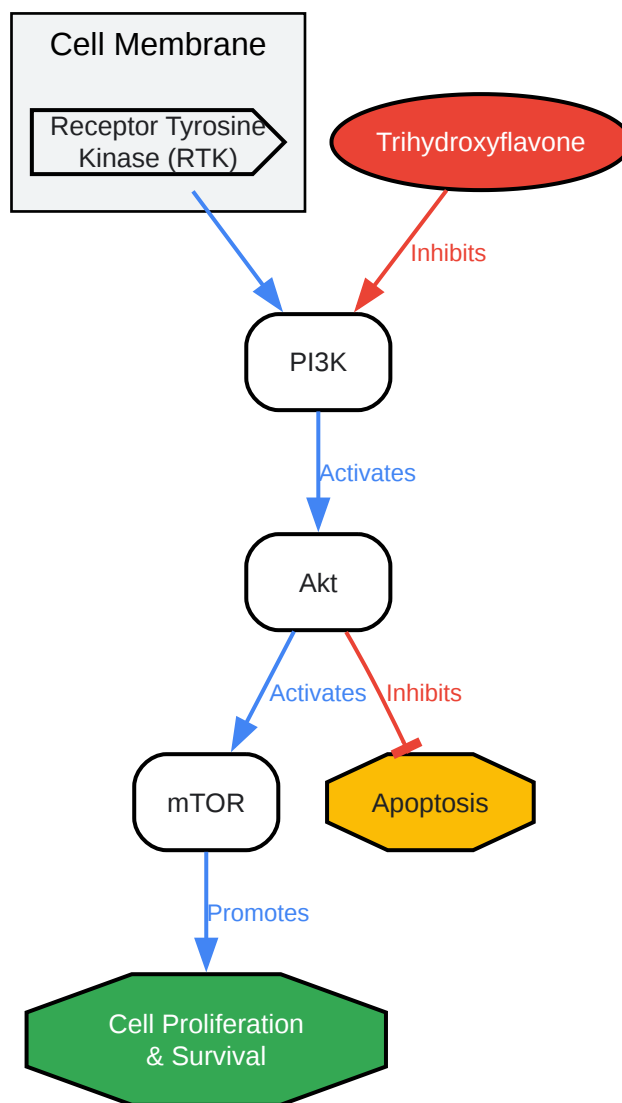 Cell Membrane
Receptor Tyrosine
Kinase (RTK)
Trihydroxyflavone
Inhibits
PI3K
Activates
Akt
Activates
Inhibits
mTOR
Apoptosis
Promotes
Cell Proliferation
& Survival